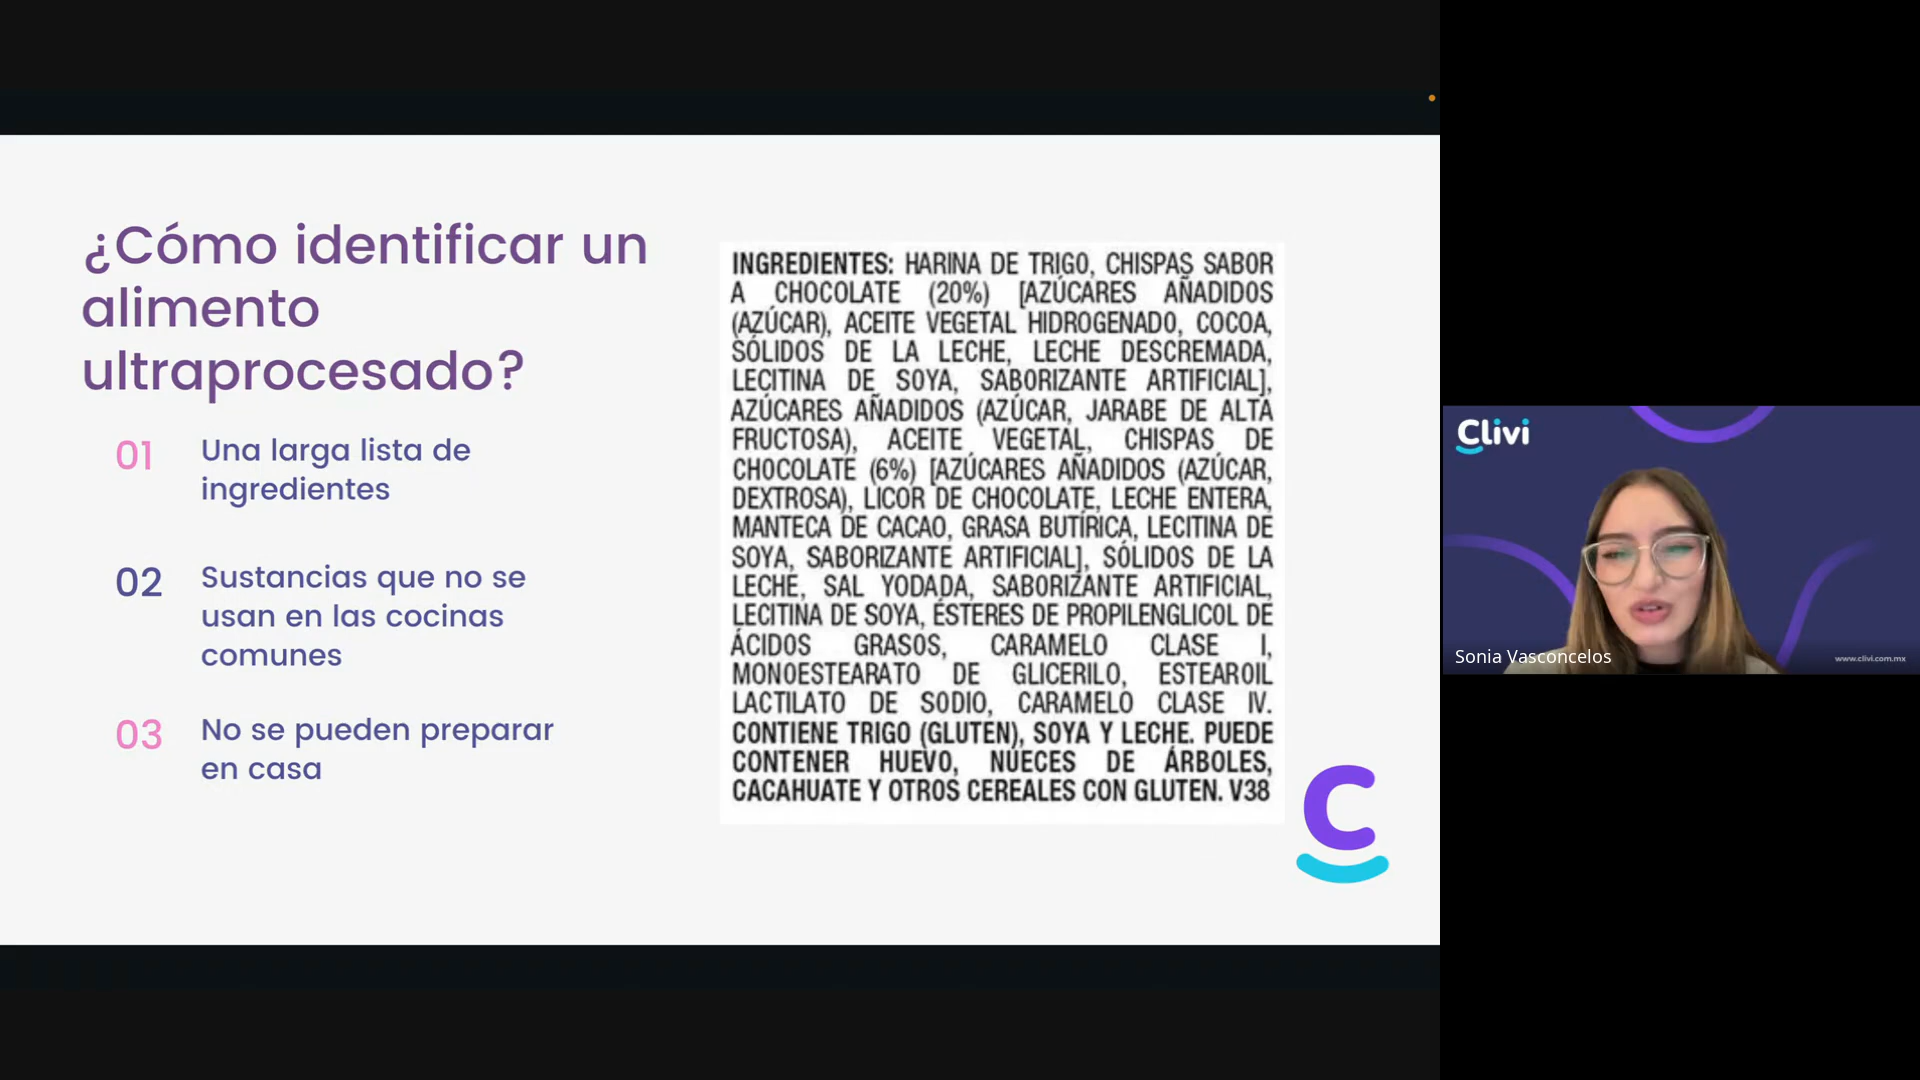 ¿Cómo identificar un
alimento
ultraprocesado?
01 Una larga lista de
ingredientes
02 Sustancias que no se
usan en las cocinas
comunes
03 No se pueden preparar
en casa
INGREDIENTES: HARINA DE TRIGO, CHISPAS SABOR
A CHOCOLATE (20%) [AZÚCARES AÑADIDOS
(AZÚCAR), ACEITE VEGETAL HIDROGENADO, COCOA,
SÓLIDOS DE LA LECHE, LECHE DESCREMADA,
LECITINA DE SOYA, SABORIZANTE ARTIFICIAL],
AZÚCARES AÑADIDOS (AZÚCAR, JARABE DE ALTA
FRUCTOSA), ACEITE VEGETAL, CHISPAS DE
CHOCOLATE (6%) [AZÚCARES AÑADIDOS (AZÚCAR,
DEXTROSA), LICOR DE CHOCOLATE, LECHE ENTERA,
MANTECA DE CACAO, GRASA BUTÍRICA, LECITINA DE
SOYA, SABORIZANTE ARTIFICIAL], SÓLIDOS DE LA
LECHE, SAL YODADA, SABORIZANTE ARTIFICIAL,
LECITINA DE SOYA, ÉSTERES DE PROPILENGLICOL DE
ÁCIDOS GRASOS, CARAMELO CLASE I,
MONOESTEARATO DE GLICERILO, ESTEAROIL
LACTILATO DE SODIO, CARAMELO CLASE IV.
CONTIENE TRIGO (GLUTEN), SOYA Y LECHE. PUEDE
CONTENER HUEVO, NUECES DE ÁRBOLES,
CACAHUATE Y OTROS CEREALES CON GLUTEN. V38
C
Clivi
Sonia Vasconcelos
www.clivi.com.mx